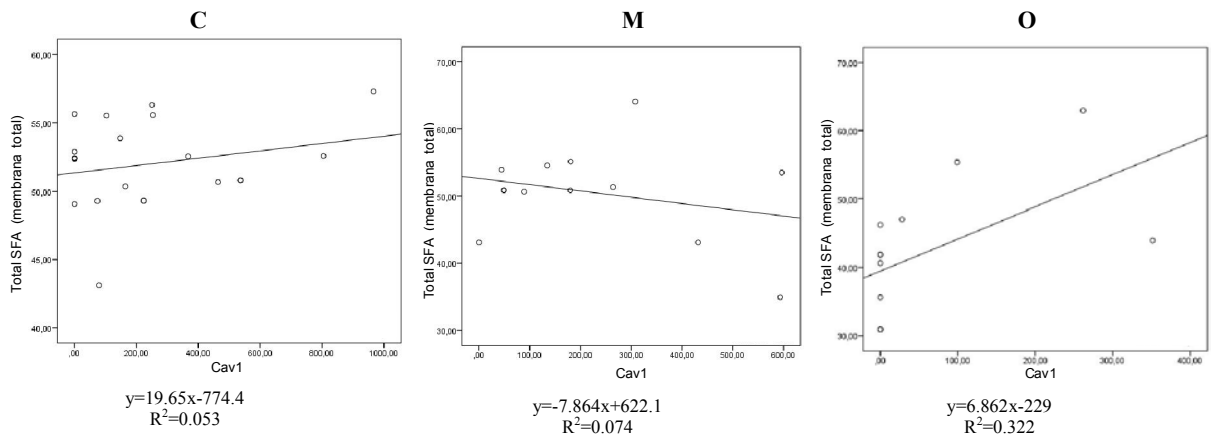 C
Total SFA (membrana total)
60,00
55,00
50,00
45,00
40,00
,00
200,00
400,00
600,00
800,00
1000,00
Cav1
y=19.65x-774.4
R²=0.053
M
Total SFA (membrana total)
70,00
60,00
50,00
40,00
30,00
,00
100,00
200,00
300,00
400,00
500,00
600,00
Cav1
y=-7.864x+622.1
R²=0.074
O
Total SFA (membrana total)
70,00
60,00
50,00
40,00
30,00
,00
100,00
200,00
300,00
400,00
Cav1
y=6.862x-229
R²=0.322